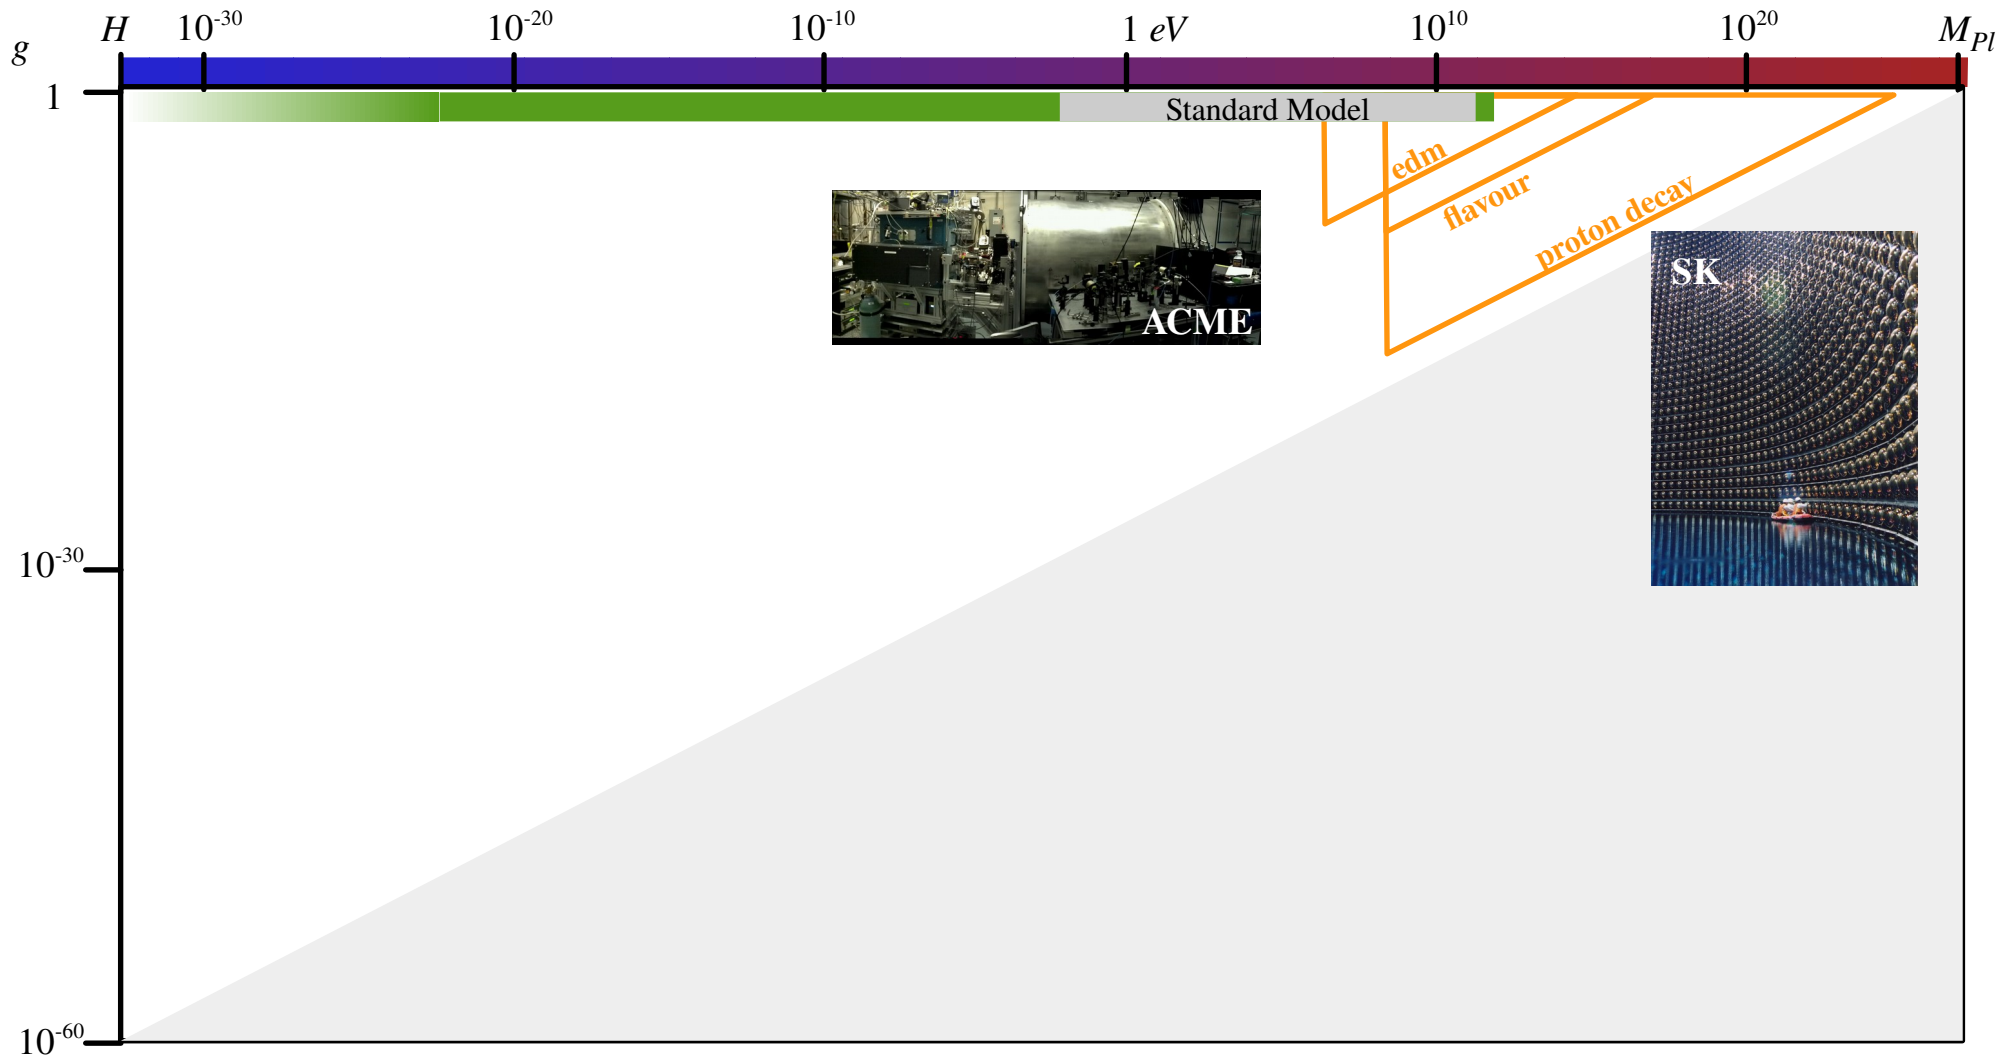 g H 10⁻³⁰ 10⁻²⁰ 10⁻¹⁰ 1 eV 10¹⁰ 10²⁰ M_Pl
1
Standard Model
edm
flavour
proton decay
SK
ACME
10⁻³⁰
10⁻⁶⁰